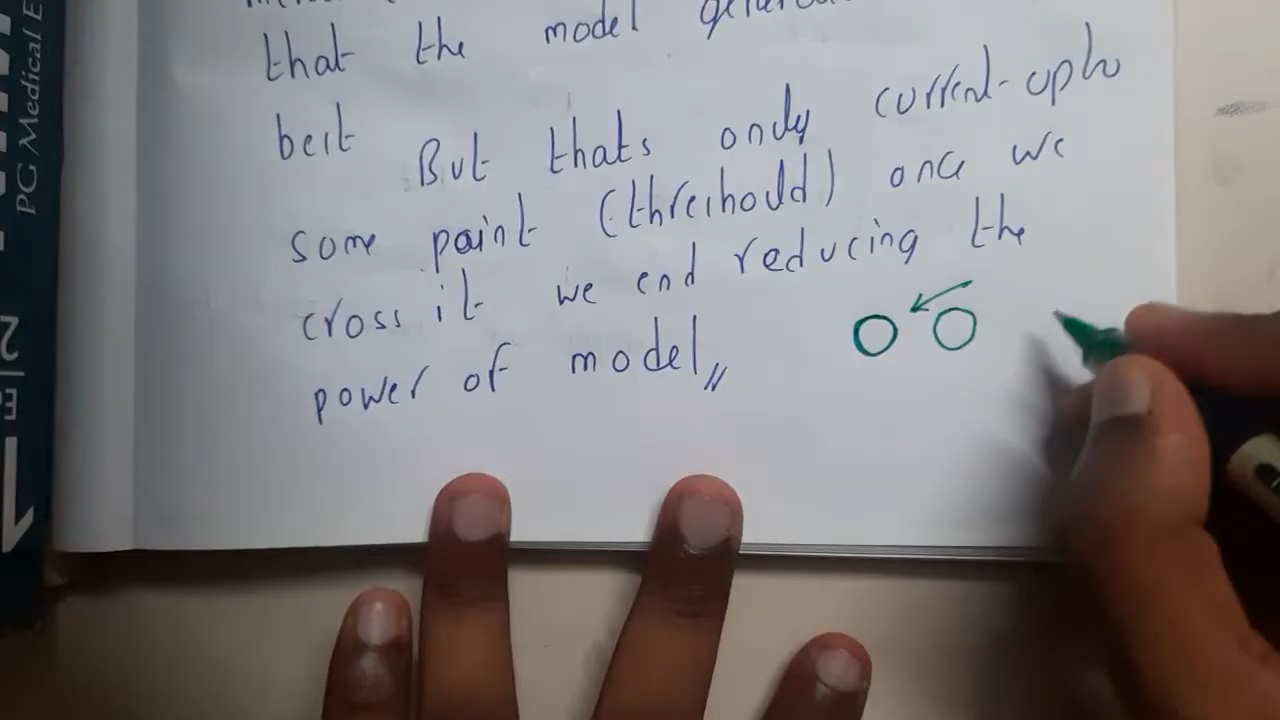 that the model
best But thats only current upto
some point (threshould) once we
cross it we end reducing the
power of model
PG Medical E